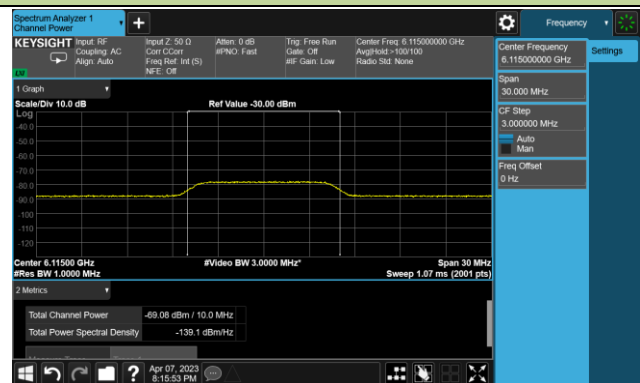 Spectrum Analyzer 1
Channel Power
Frequency
KEYSIGHT
Input: RF
Coupling: AC
Align: Auto
Input Z: 50 Ω
Corr CCorr
Freq Ref: Int (S)
NFE: Off
Atten: 0 dB
#PNO: Fast
Trig: Free Run
Gate: Off
#IF Gain: Low
Center Freq: 6.115000000 GHz
Avg|Hold:>100/100
Radio Std: None
Center Frequency
6.115000000 GHz
Settings
Span
30.000 MHz
CF Step
3.000000 MHz
Auto
Man
Freq Offset
0 Hz
1 Graph
Scale/Div 10.0 dB
Ref Value -30.00 dBm
Log
-40.0
-50.0
-60.0
-70.0
-80.0
-90.0
-100
-110
-120
Center 6.11500 GHz
#Video BW 3.0000 MHz*
Span 30 MHz
#Res BW 1.0000 MHz
Sweep 1.07 ms (2001 pts)
2 Metrics
Total Channel Power -69.08 dBm / 10.0 MHz
Total Power Spectral Density -139.1 dBm/Hz
Apr 07, 2023
8:15:53 PM